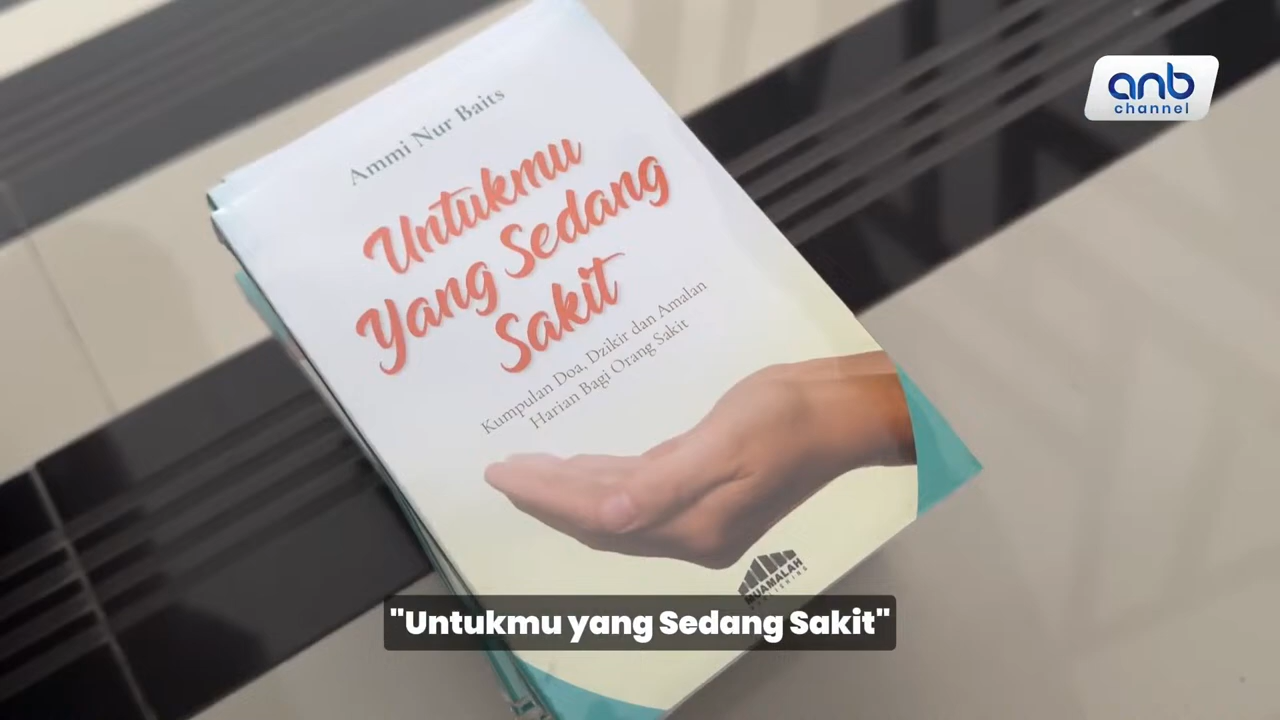 anb
channel
Ammi Nur Baits
Untukmu
Yang Sedang
Sakit
Kumpulan Doa, Dzikir dan Amalan
Harian Bagi Orang Sakit
MUAMALAH
"Untukmu yang Sedang Sakit"